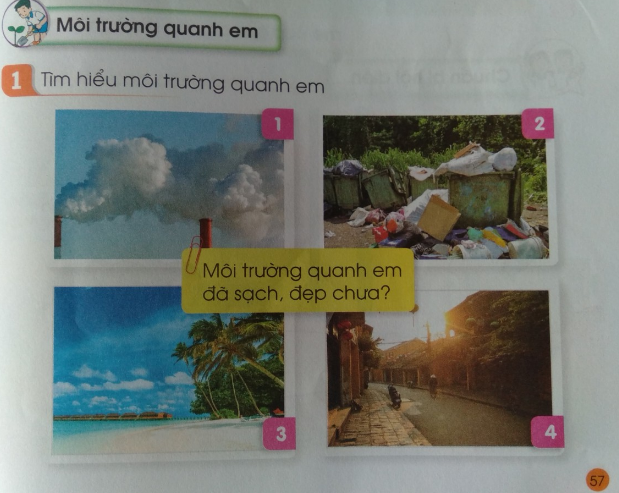 Môi trường quanh em
1 Tìm hiểu môi trường quanh em
1
2
Môi trường quanh em
đã sạch, đẹp chưa?
3
4
57